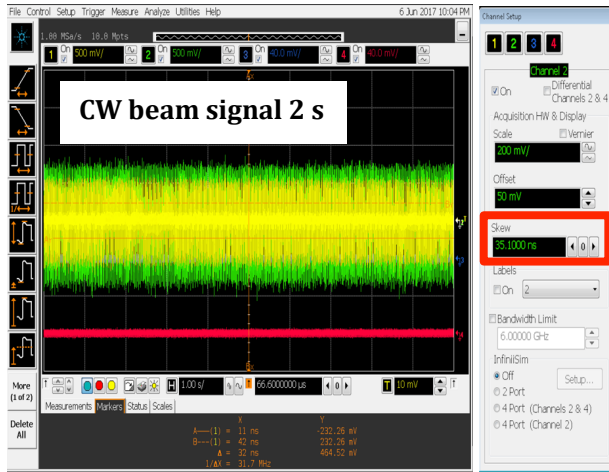 File Control Setup Trigger Measure Analyze Utilities Help 6 Jun 2017 10:04 PM
1.00 MSa/s 10.0 Mpts
1 On 500 mV/ 2 On 500 mV/ 3 On 40.0 mV/ 4 On 40.0 mV/
CW beam signal 2 s
More
(1 of 2)
Delete
All
H 1.00 s/ 66.6000000 µs 0 T 10 mV
Measurements Markers Status Scales
X Y
A---(1) = 11 ns -232.26 mV
B---(1) = 42 ns 232.26 mV
Δ = 32 ns 464.52 mV
1/ΔX = 31.7 MHz
Channel Setup
1 2 3 4
Channel 2
On Differential
Channels 2 & 4
Acquisition HW & Display
Scale Vernier
200 mV/
Offset
50 mV
Skew
35.1000 ns 0
Labels
On 2
Bandwidth Limit
6.00000 GHz
InfiniiSim
Off Setup...
2 Port
4 Port (Channels 2 & 4)
4 Port (Channel 2)